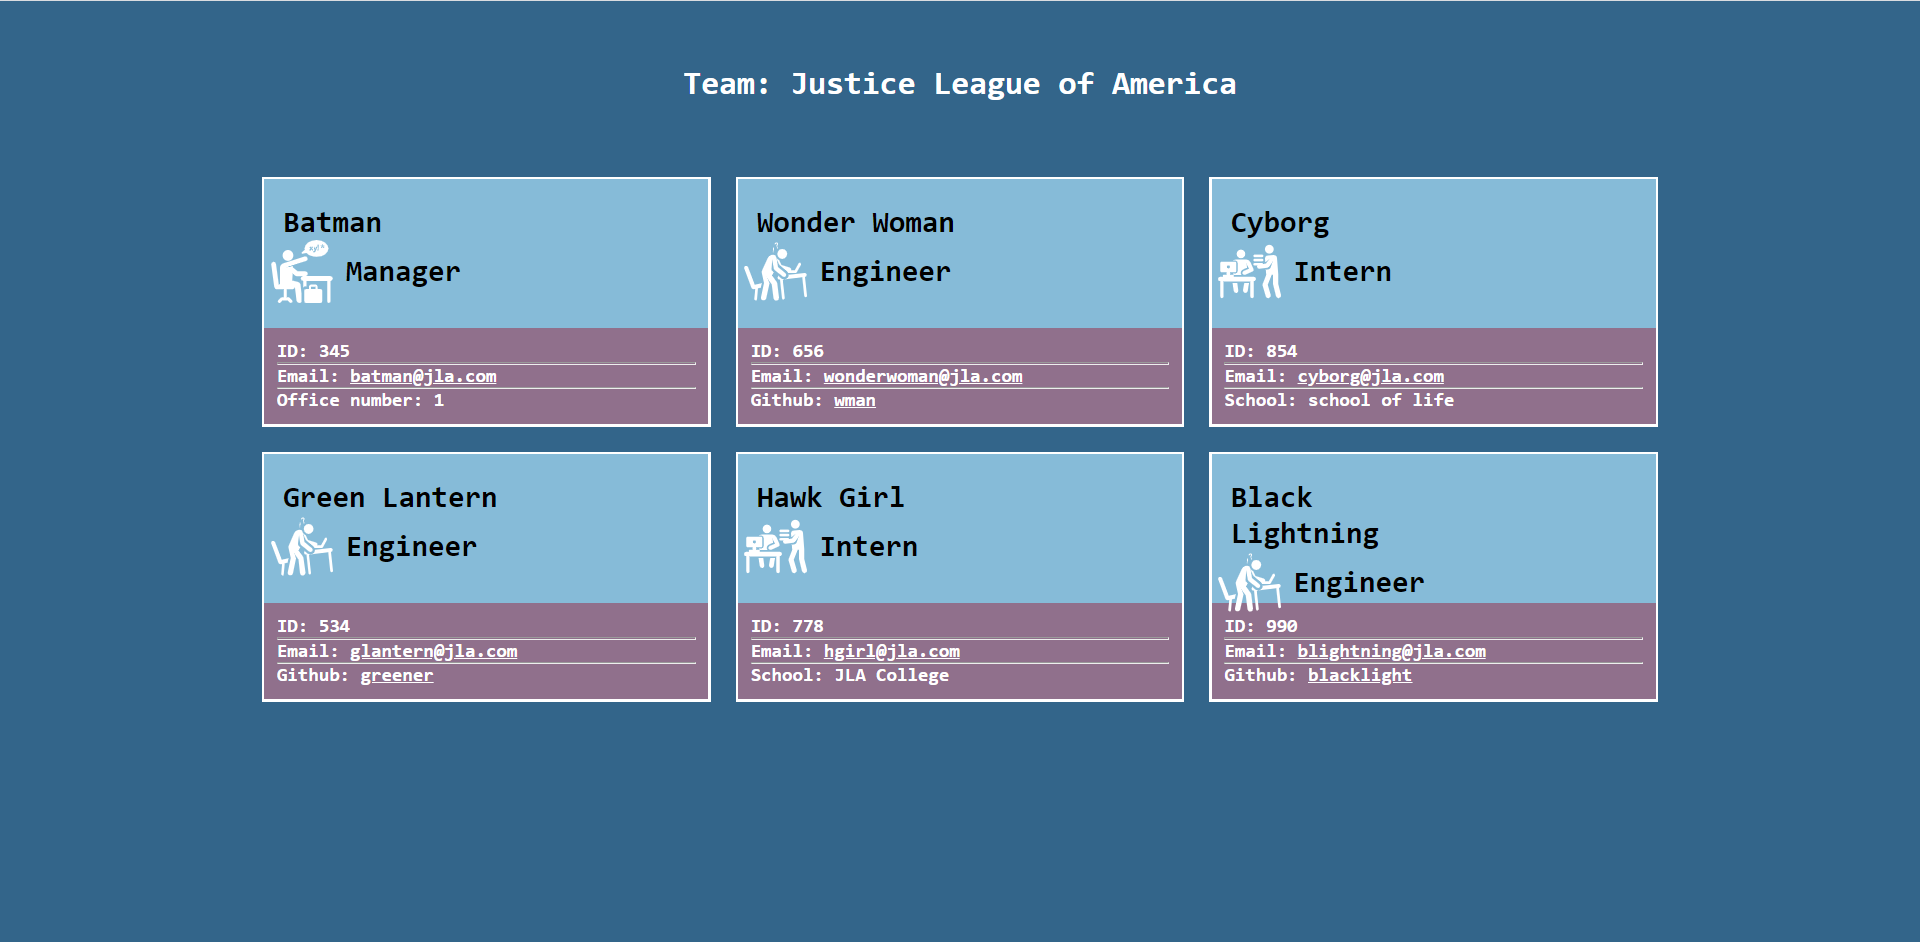 Team: Justice League of America
Batman
Manager
ID: 345
Email: batman@jla.com
Office number: 1
Wonder Woman
Engineer
ID: 656
Email: wonderwoman@jla.com
Github: wman
Cyborg
Intern
ID: 854
Email: cyborg@jla.com
School: school of life
Green Lantern
Engineer
ID: 534
Email: glantern@jla.com
Github: greener
Hawk Girl
Intern
ID: 778
Email: hgirl@jla.com
School: JLA College
Black
Lightning
Engineer
ID: 990
Email: blightning@jla.com
Github: blacklight